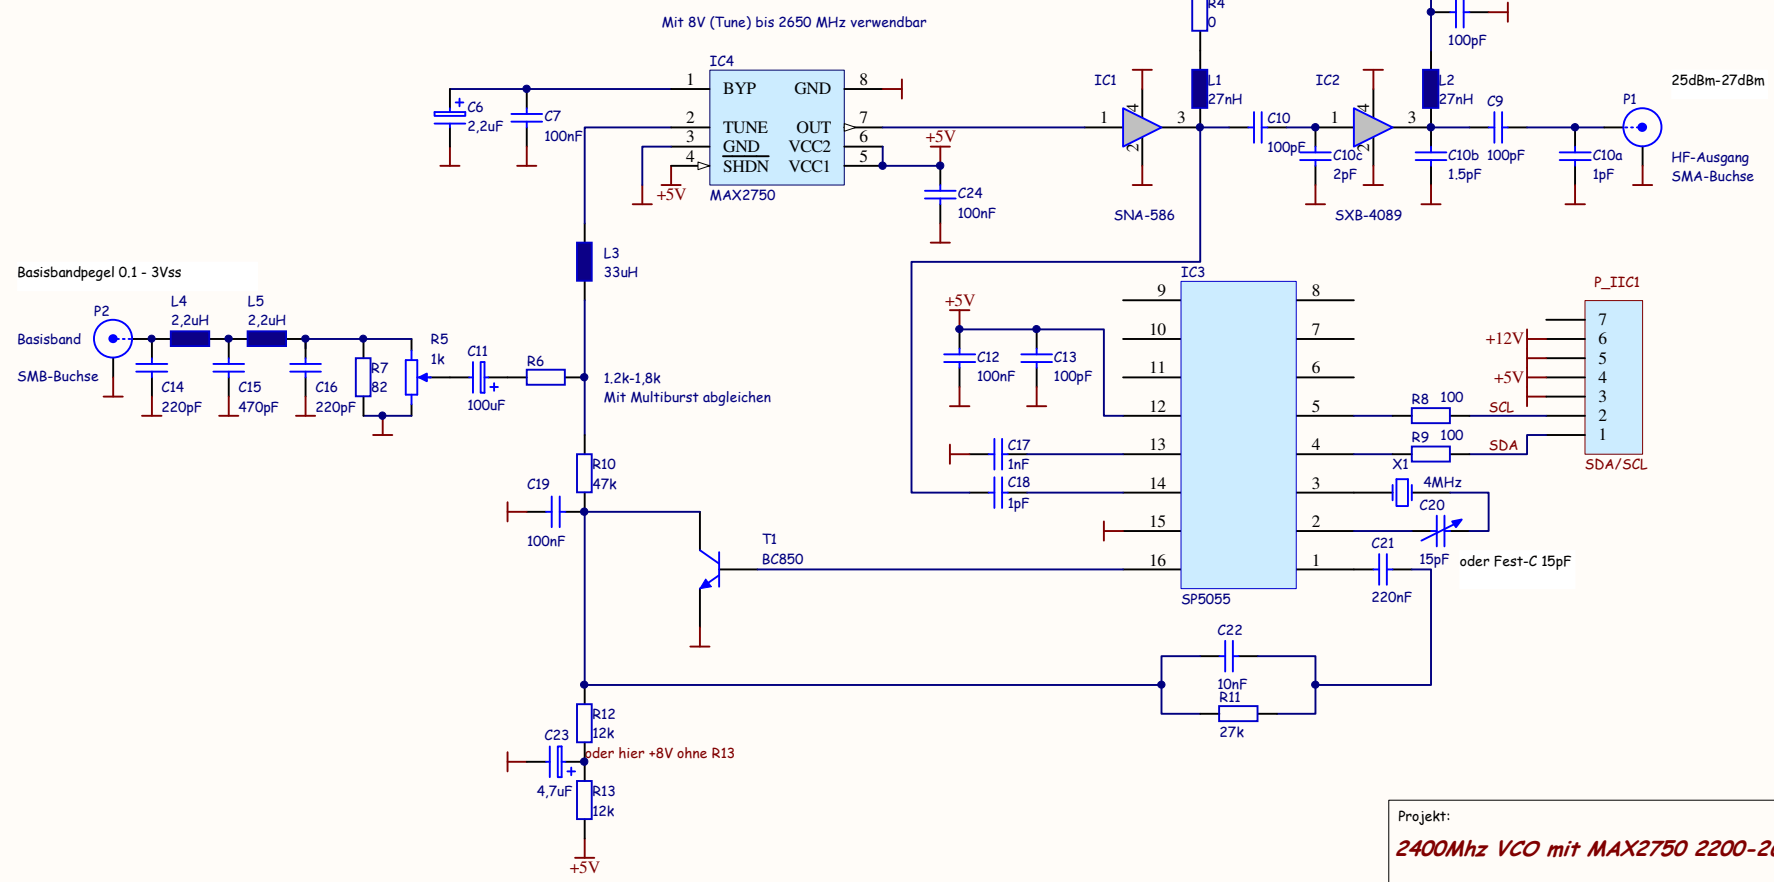 Mit 8V (Tune) bis 2650 MHz verwendbar
R4
0
100pF
IC4
1 BYP GND 8
2 TUNE OUT 7
3 GND VCC2 6
4 SHDN VCC1 5
MAX2750
+5V
+5V
C6
2,2uF
C7
100nF
C24
100nF
IC1
1
4
2
3
SNA-586
L1
27nH
C10
100pF
IC2
1
4
2
3
SXB-4089
C10c
2pF
L2
27nH
C10b
1.5pF
C9
100pF
C10a
1pF
P1
25dBm-27dBm
HF-Ausgang
SMA-Buchse
L3
33uH
Basisbandpegel 0.1 - 3Vss
P2
Basisband
SMB-Buchse
L4
2,2uH
L5
2,2uH
C14
220pF
C15
470pF
C16
220pF
R7
82
R5
1k
C11
100uF
R6
1.2k-1,8k
Mit Multiburst abgleichen
R10
47k
C19
100nF
T1
BC850
IC3
9 8
10 7
11 6
12 5
13 4
14 3
15 2
16 1
SP5055
+5V
C12
100nF
C13
100pF
C17
1nF
C18
1pF
R8 100
SCL
R9 100
SDA
X1
4MHz
C20
15pF
oder Fest-C 15pF
C21
220nF
P_IIC1
7
+12V 6
5
+5V 4
3
2
1
SDA/SCL
C22
10nF
R11
27k
R12
12k
C23
4,7uF
oder hier +8V ohne R13
R13
12k
+5V
Projekt:
2400Mhz VCO mit MAX2750